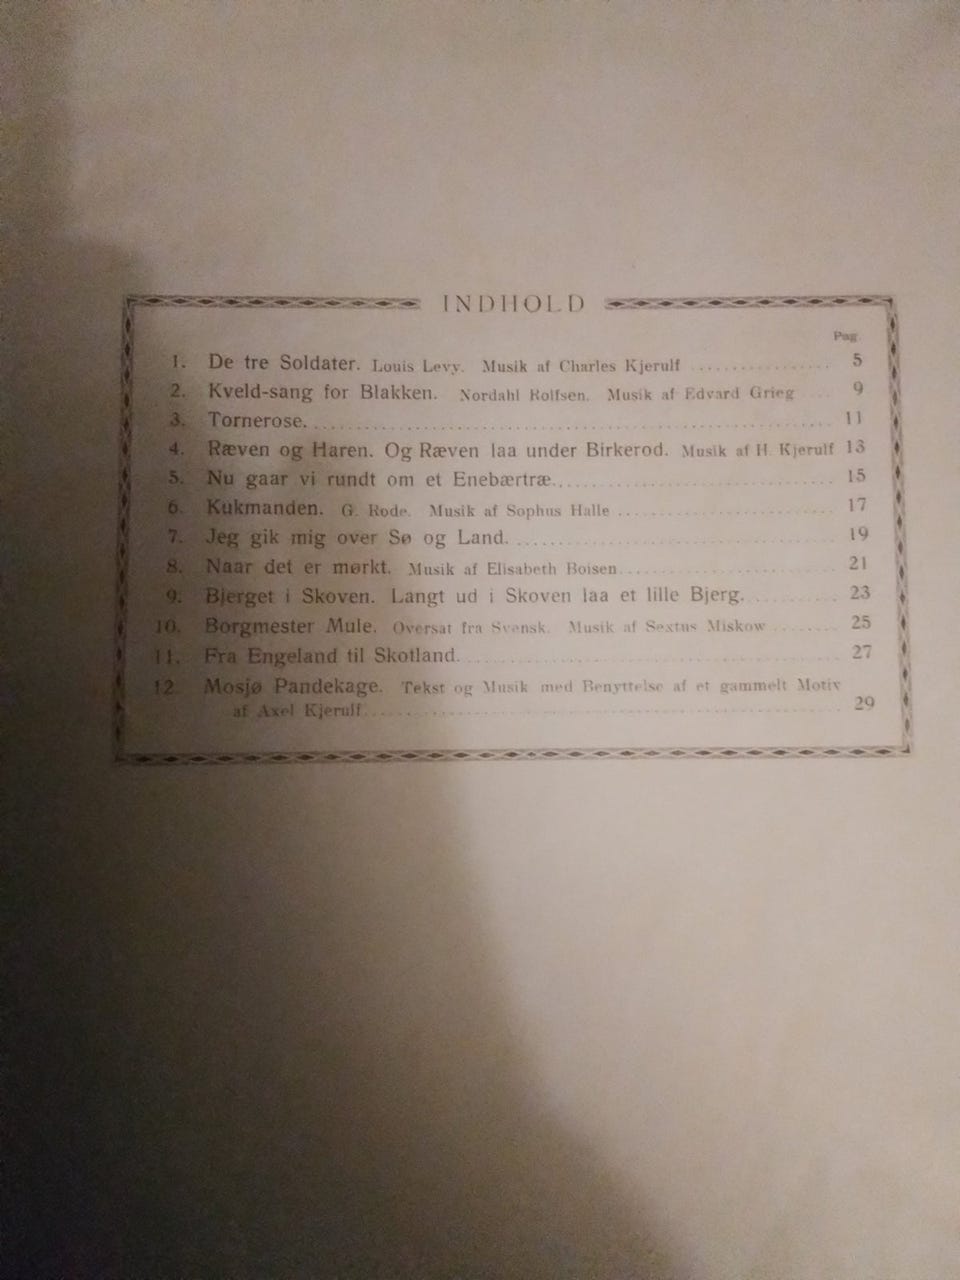 INDHOLD
Pag.
1. De tre Soldater. Louis Levy. Musik af Charles Kjerulf ................ 5
2. Kveld-sang for Blakken. Nordahl Rolfsen. Musik af Edvard Grieg .... 9
3. Tornerose. ................ 11
4. Ræven og Haren. Og Ræven laa under Birkerod. Musik af H. Kjerulf 13
5. Nu gaar vi rundt om et Enebærtræ. ................ 15
6. Kukmanden. G. Rode. Musik af Sophus Halle ................ 17
7. Jeg gik mig over Sø og Land. ................ 19
8. Naar det er mørkt. Musik af Elisabeth Boisen ................ 21
9. Bjerget i Skoven. Langt ud i Skoven laa et lille Bjerg. ............ 23
10. Borgmester Mule. Oversat fra Svensk. Musik af Sextus Miskow ........ 25
11. Fra Engeland til Skotland. ................ 27
12. Mosjø Pandekage. Tekst og Musik med Benyttelse af et gammelt Motiv
af Axel Kjerulf ................ 29